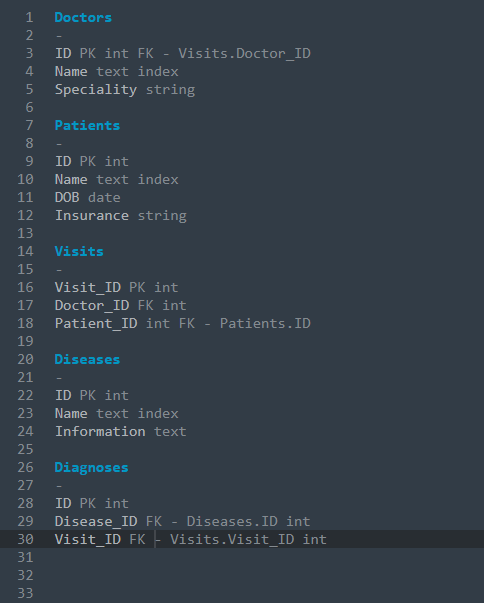 1 Doctors
2 -
3 ID PK int FK - Visits.Doctor_ID
4 Name text index
5 Speciality string
6
7 Patients
8 -
9 ID PK int
10 Name text index
11 DOB date
12 Insurance string
13
14 Visits
15 -
16 Visit_ID PK int
17 Doctor_ID FK int
18 Patient_ID int FK - Patients.ID
19
20 Diseases
21 -
22 ID PK int
23 Name text index
24 Information text
25
26 Diagnoses
27 -
28 ID PK int
29 Disease_ID FK - Diseases.ID int
30 Visit_ID FK - Visits.Visit_ID int
31
32
33